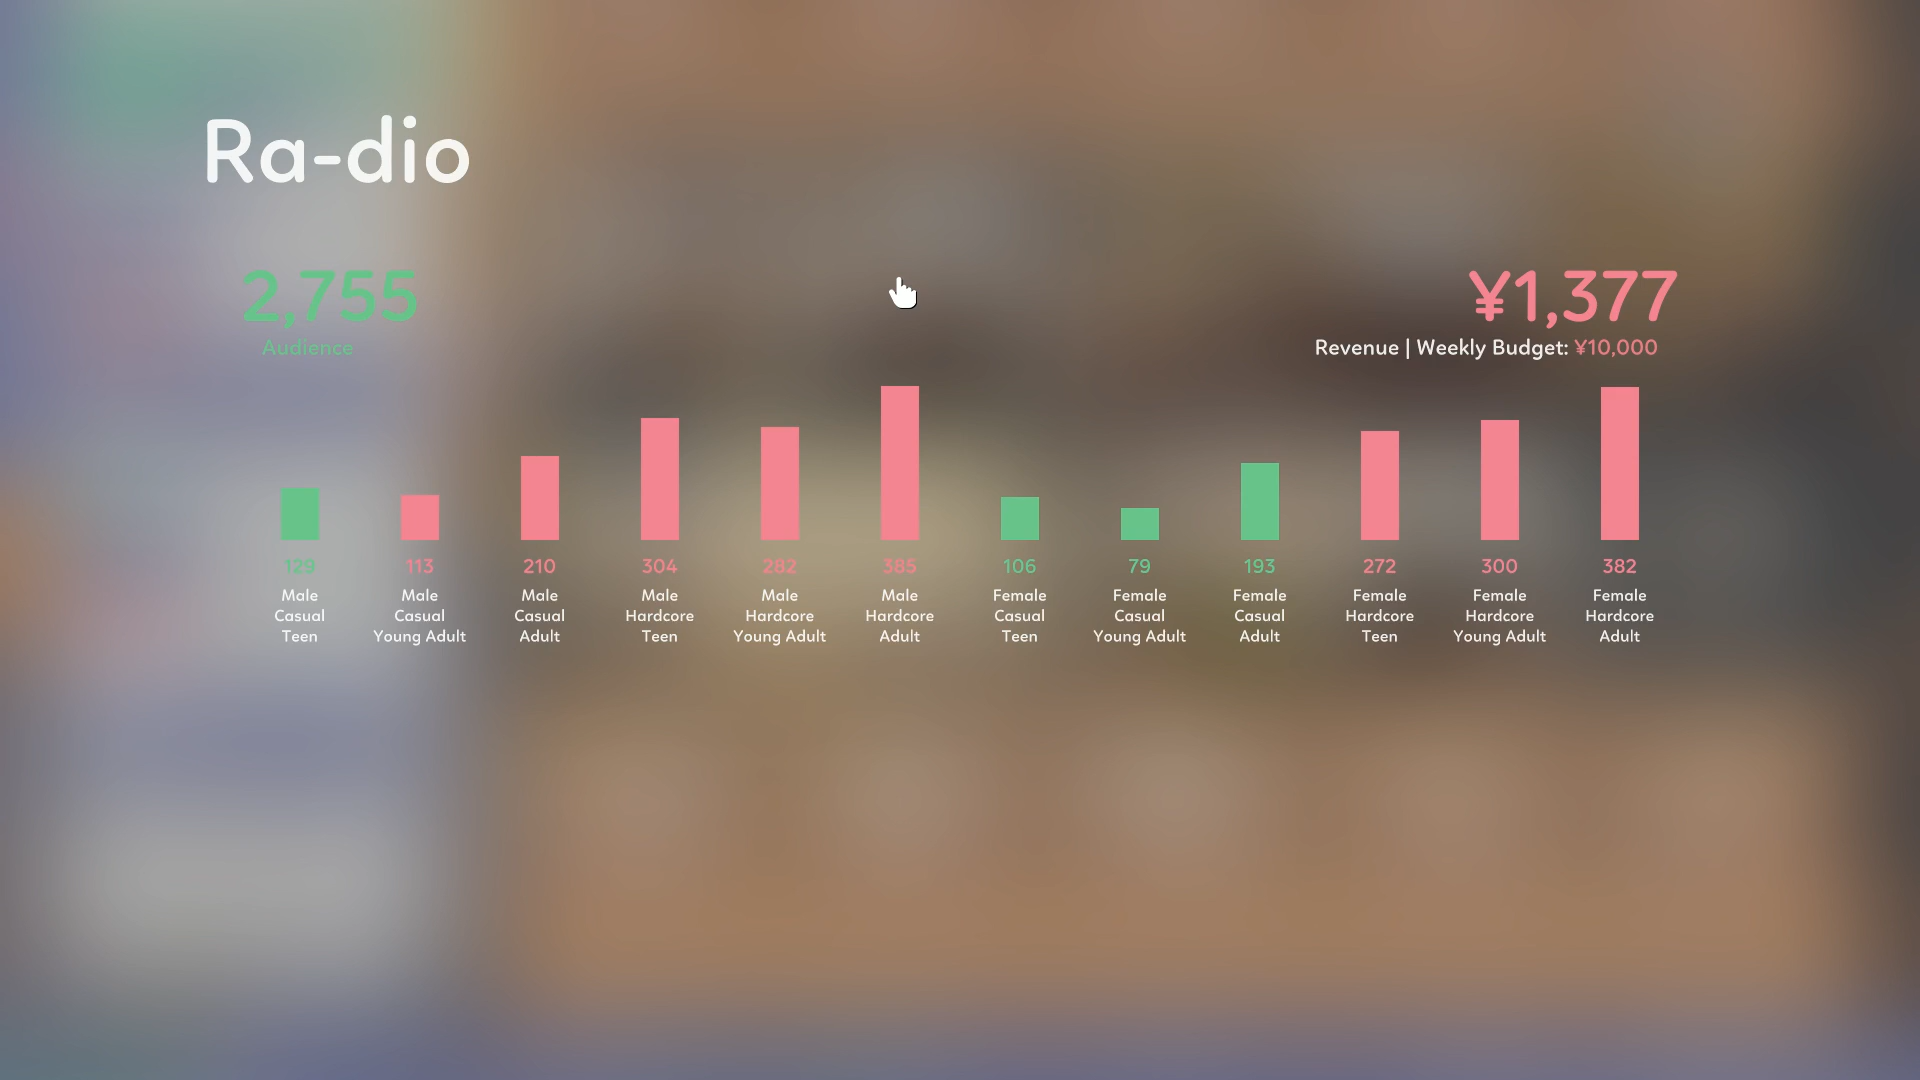 Ra-dio
2,755
Audience
¥1,377
Revenue | Weekly Budget: ¥10,000
129
Male
Casual
Teen
113
Male
Casual
Young Adult
210
Male
Casual
Adult
304
Male
Hardcore
Teen
282
Male
Hardcore
Young Adult
385
Male
Hardcore
Adult
106
Female
Casual
Teen
79
Female
Casual
Young Adult
193
Female
Casual
Adult
272
Female
Hardcore
Teen
300
Female
Hardcore
Young Adult
382
Female
Hardcore
Adult